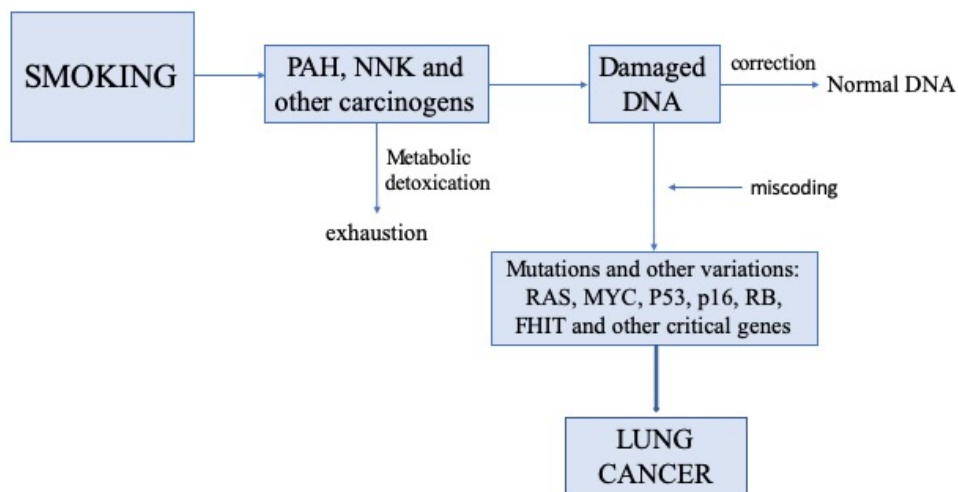 SMOKING
PAH, NNK and
other carcinogens
Damaged
DNA
correction
Normal DNA
Metabolic
detoxication
exhaustion
miscoding
Mutations and other variations:
RAS, MYC, P53, p16, RB,
FHIT and other critical genes
LUNG
CANCER